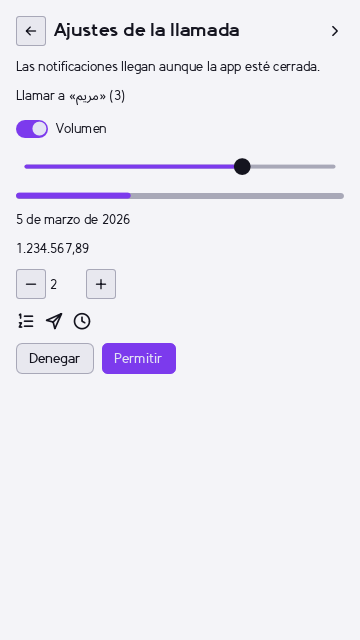 Ajustes de la llamada
Las notificaciones llegan aunque la app esté cerrada.
Llamar a «مريم» (3)
Volumen
5 de marzo de 2026
1.234.567,89
2
Denegar
Permitir